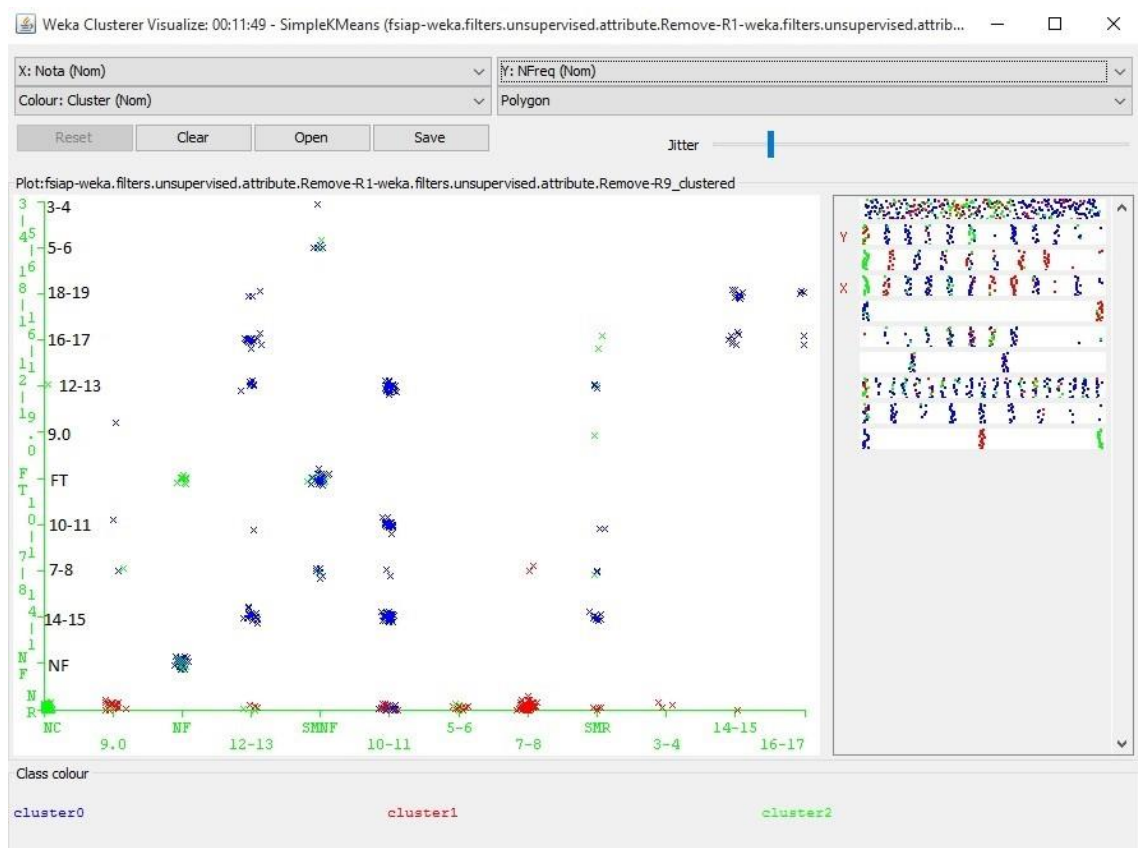 Weka Clusterer Visualize: 00:11:49 - SimpleKMeans (fsiap-weka.filters.unsupervised.attribute.Remove-R1-weka.filters.unsupervised.attrib...
X: Nota (Nom)
Y: NFreq (Nom)
Colour: Cluster (Nom)
Polygon
Reset Clear Open Save
Jitter
Plot:fsiap-weka.filters.unsupervised.attribute.Remove-R1-weka.filters.unsupervised.attribute.Remove-R9_clustered
3-4
5-6
18-19
16-17
12-13
9.0
FT
10-11
7-8
14-15
NF
NR
Y
X
NC NF SMNF 5-6 SMR 14-15
9.0 12-13 10-11 7-8 3-4 16-17
Class colour
cluster0 cluster1 cluster2